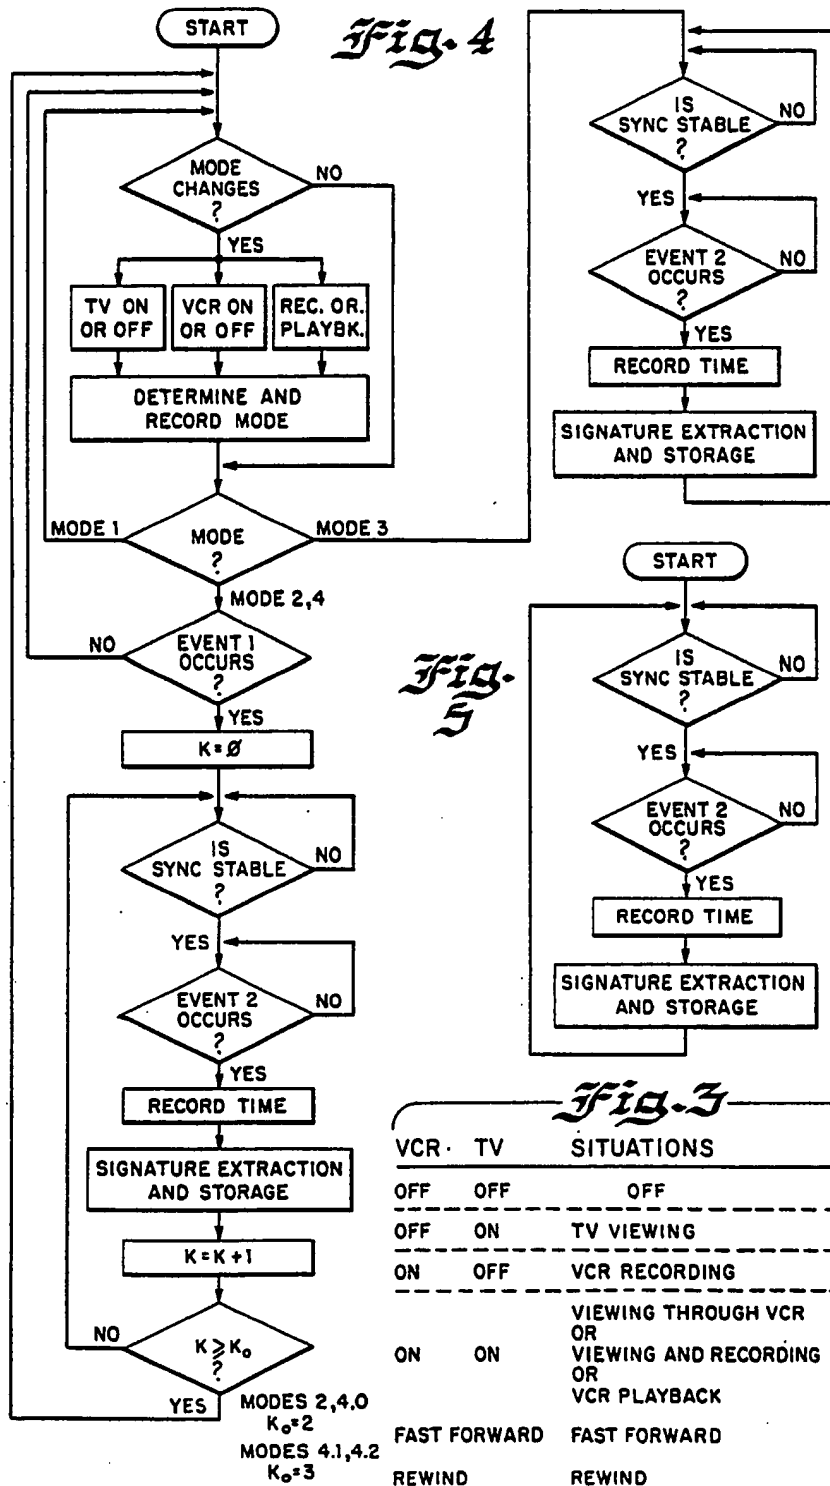 Fig. 4
START
MODE
CHANGES
?
NO
YES
TV ON
OR OFF
VCR ON
OR OFF
REC. OR.
PLAYBK.
DETERMINE AND
RECORD MODE
MODE 1
MODE
?
MODE 3
MODE 2,4
NO
EVENT 1
OCCURS
?
YES
K=Ø
IS
SYNC STABLE
?
NO
YES
EVENT 2
OCCURS
?
NO
YES
RECORD TIME
SIGNATURE EXTRACTION
AND STORAGE
K=K+1
NO
K ≥ Ko
?
YES
MODES 2,4.0
Ko=2
MODES 4.1,4.2
Ko=3
IS
SYNC STABLE
?
NO
YES
EVENT 2
OCCURS
?
NO
YES
RECORD TIME
SIGNATURE EXTRACTION
AND STORAGE
Fig.
5
START
IS
SYNC STABLE
?
NO
YES
EVENT 2
OCCURS
?
NO
YES
RECORD TIME
SIGNATURE EXTRACTION
AND STORAGE
Fig. 3
VCR TV SITUATIONS
OFF OFF OFF
OFF ON TV VIEWING
ON OFF VCR RECORDING
VIEWING THROUGH VCR
OR
ON ON VIEWING AND RECORDING
OR
VCR PLAYBACK
FAST FORWARD FAST FORWARD
REWIND REWIND